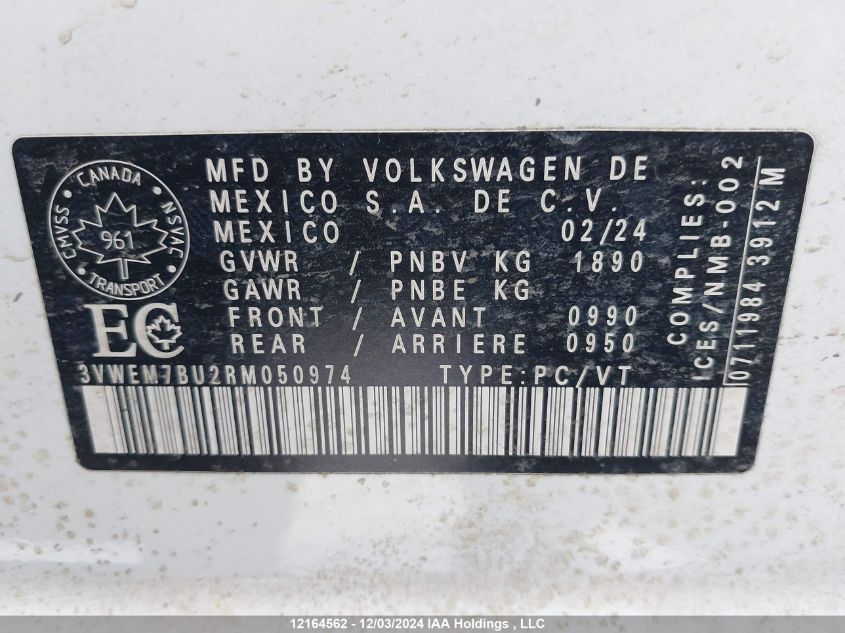 CANADA
CMVSS
NSVAC
961
TRANSPORT
EC
MFD BY VOLKSWAGEN DE
MEXICO S.A. DE C.V.
MEXICO 02/24
GVWR / PNBV KG 1890
GAWR / PNBE KG
FRONT / AVANT 0990
REAR / ARRIERE 0950
3VWEM7BU2RM050974 TYPE:PC/VT
COMPLIES:
ICES/NMB-002
0711984 3912 M
12164562 - 12/03/2024 IAA Holdings , LLC